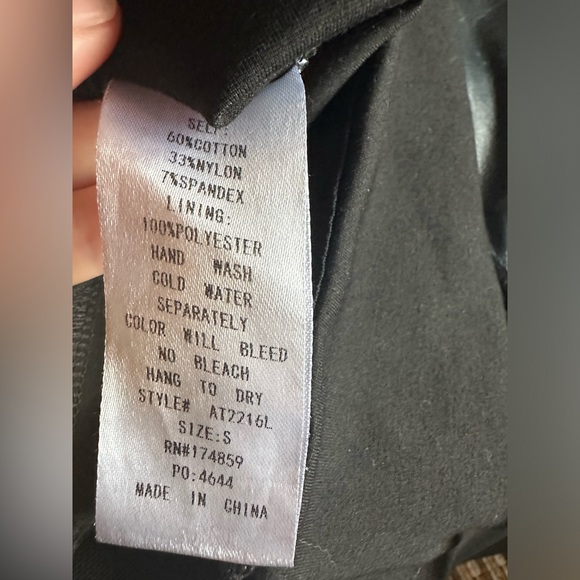 SELF:
60%COTTON
33%NYLON
7%SPANDEX
LINING:
100%POLYESTER
HAND WASH
COLD WATER
SEPARATELY
COLOR WILL BLEED
NO BLEACH
HANG TO DRY
STYLE# AT2216L
SIZE:S
RN#174859
PO:4644
MADE IN CHINA